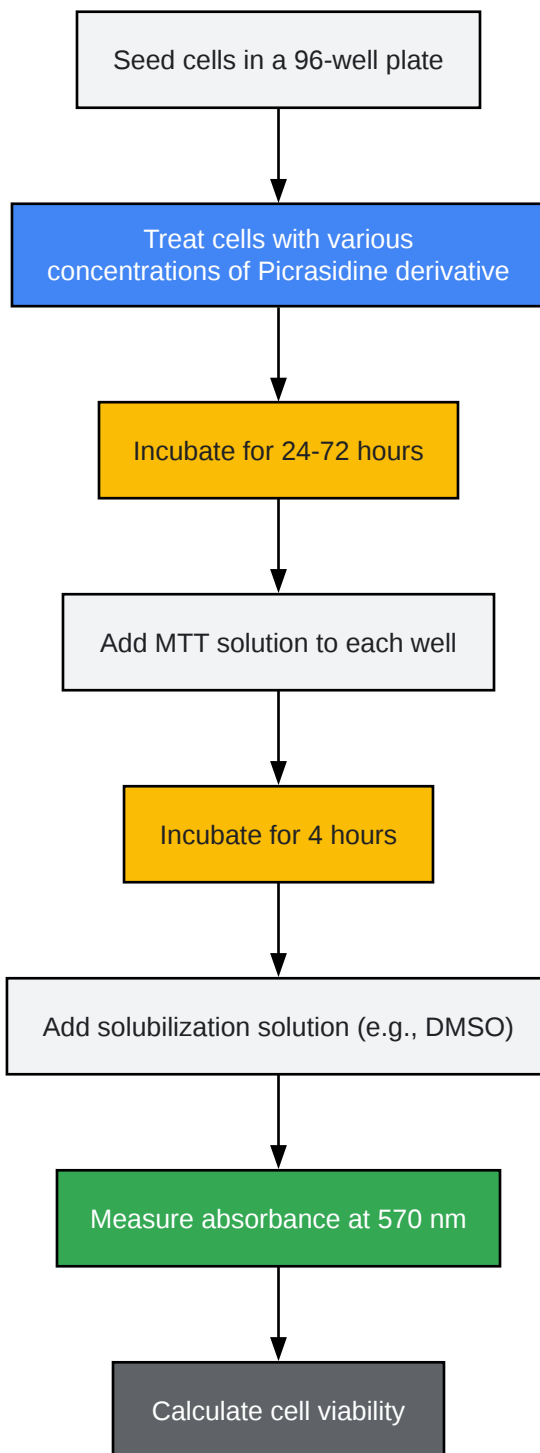 Seed cells in a 96-well plate
Treat cells with various
concentrations of Picrasidine derivative
Incubate for 24-72 hours
Add MTT solution to each well
Incubate for 4 hours
Add solubilization solution (e.g., DMSO)
Measure absorbance at 570 nm
Calculate cell viability